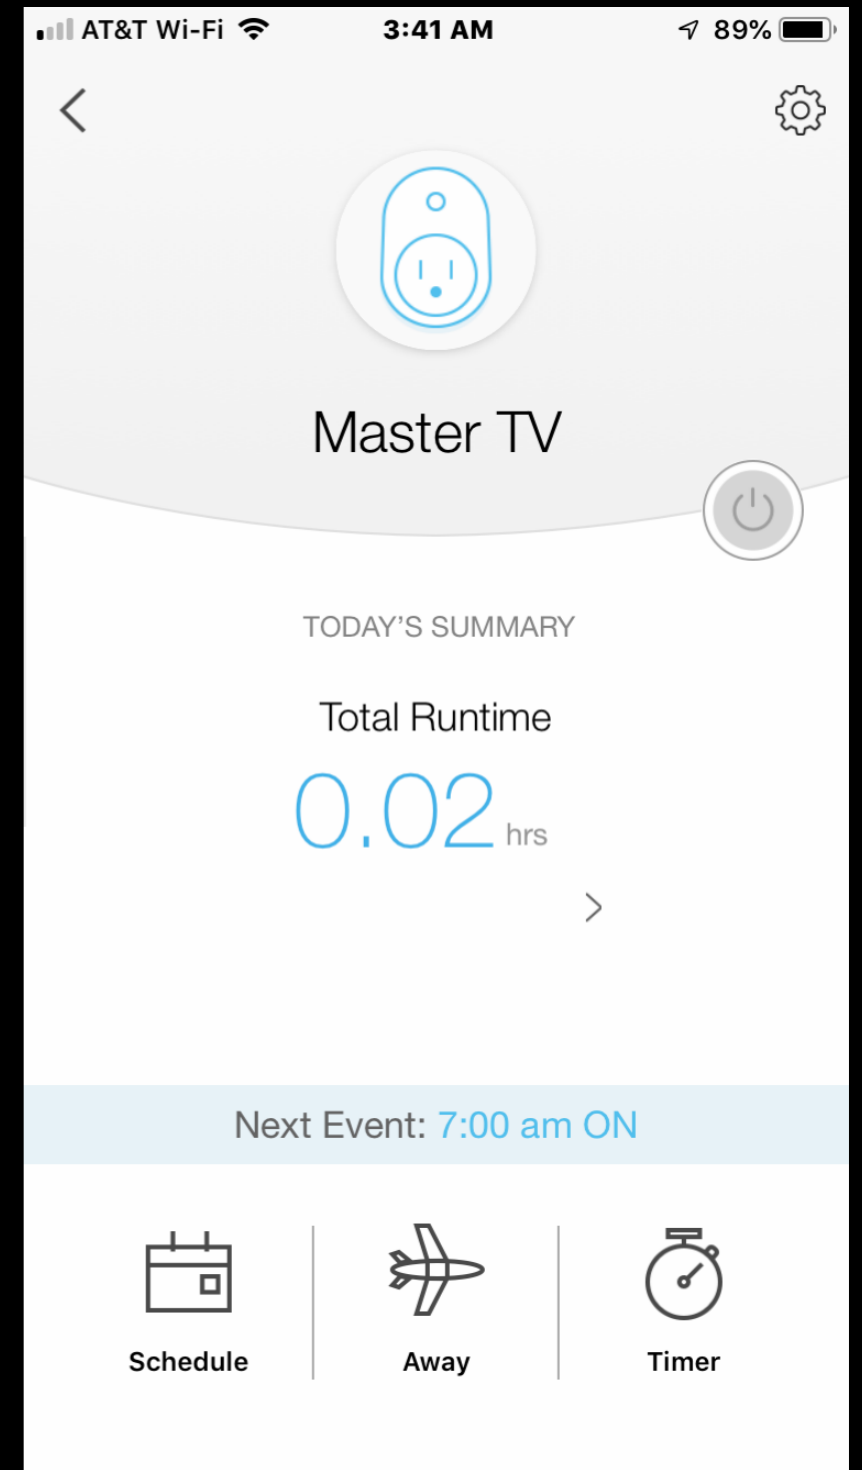 AT&T Wi-Fi 3:41 AM 89%
Master TV
TODAY’S SUMMARY
Total Runtime
0.02 hrs
Next Event: 7:00 am ON
Schedule Away Timer